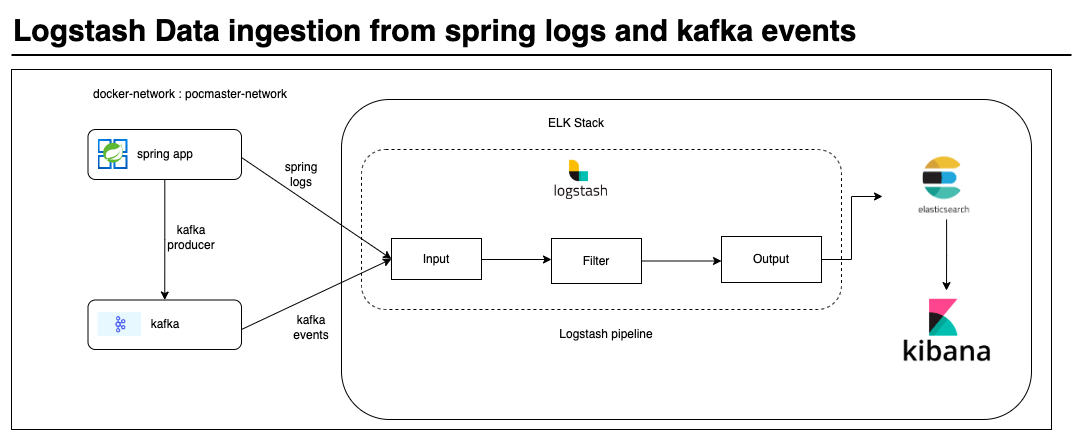 Logstash Data ingestion from spring logs and kafka events
docker-network : pocmaster-network
ELK Stack
spring app
spring
logs
logstash
elasticsearch
kafka
producer
Input
Filter
Output
kafka
kafka
events
Logstash pipeline
kibana